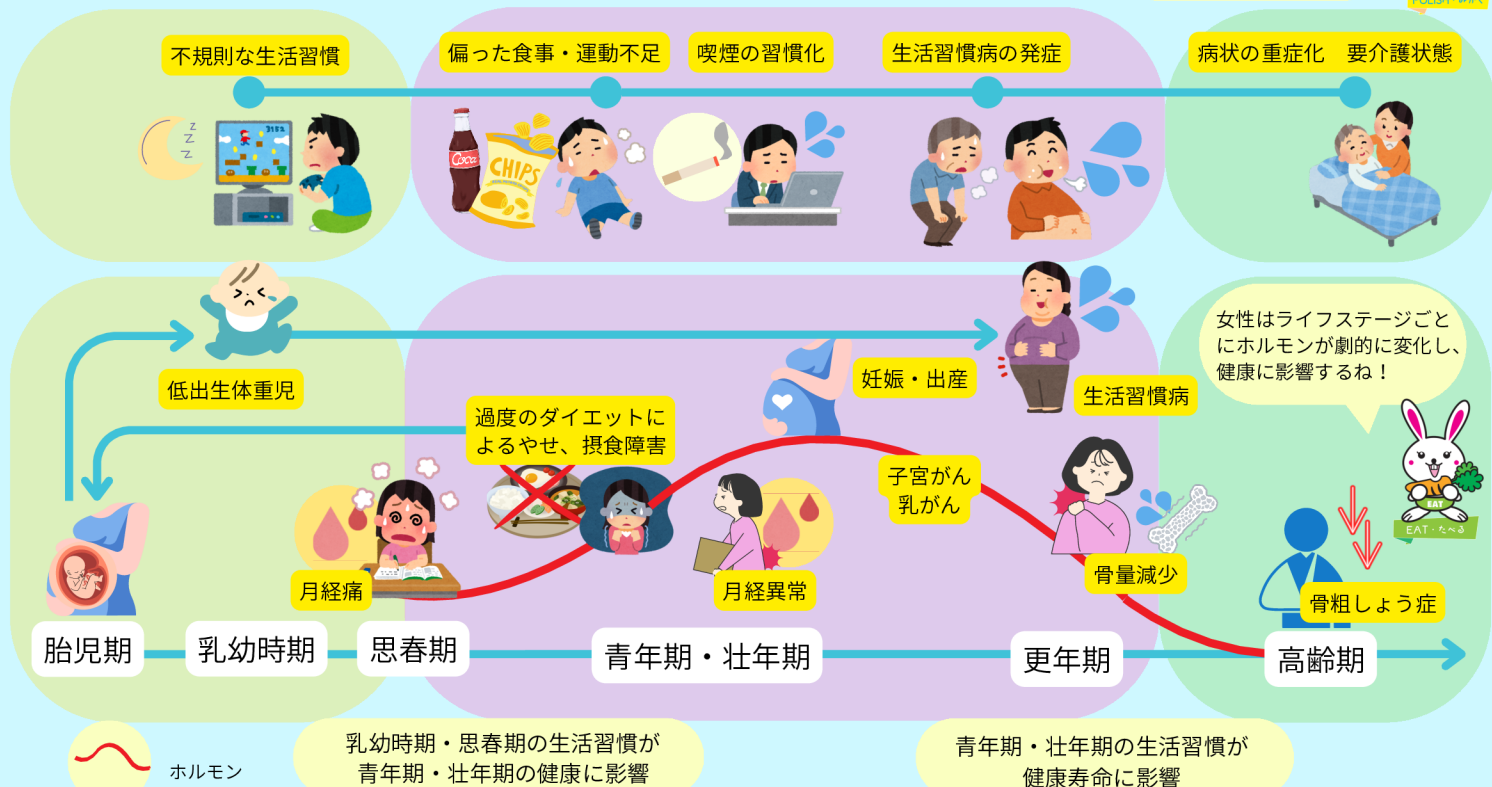 不規則な生活習慣
偏った食事・運動不足
喫煙の習慣化
生活習慣病の発症
病状の重症化 要介護状態
Z
Z
Z
3152
Coca
CHIPS
低出生体重児
過度のダイエットに
よるやせ、摂食障害
妊娠・出産
生活習慣病
女性はライフステージごと
にホルモンが劇的に変化し、
健康に影響するね！
子宮がん
乳がん
EAT
EAT・たべる
月経痛
月経異常
骨量減少
骨粗しょう症
胎児期
乳幼時期
思春期
青年期・壮年期
更年期
高齢期
ホルモン
乳幼時期・思春期の生活習慣が
青年期・壮年期の健康に影響
青年期・壮年期の生活習慣が
健康寿命に影響